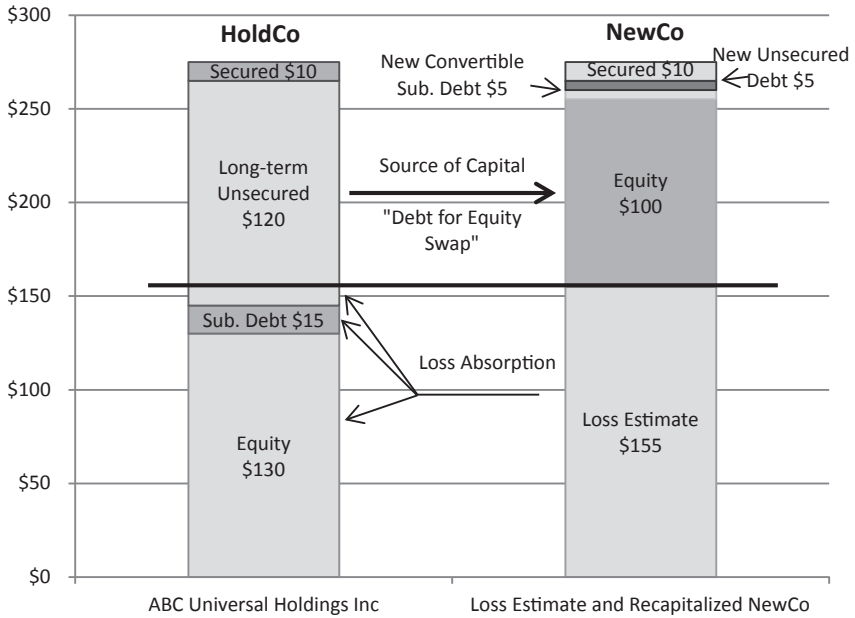 $300
$250
$200
$150
$100
$50
$0
HoldCo
Secured $10
Long-term
Unsecured
$120
Sub. Debt $15
Equity
$130
New Convertible
Sub. Debt $5
Source of Capital
"Debt for Equity
Swap"
Loss Absorption
NewCo
Secured $10
New Unsecured
Debt $5
Equity
$100
Loss Estimate
$155
ABC Universal Holdings Inc
Loss Estimate and Recapitalized NewCo